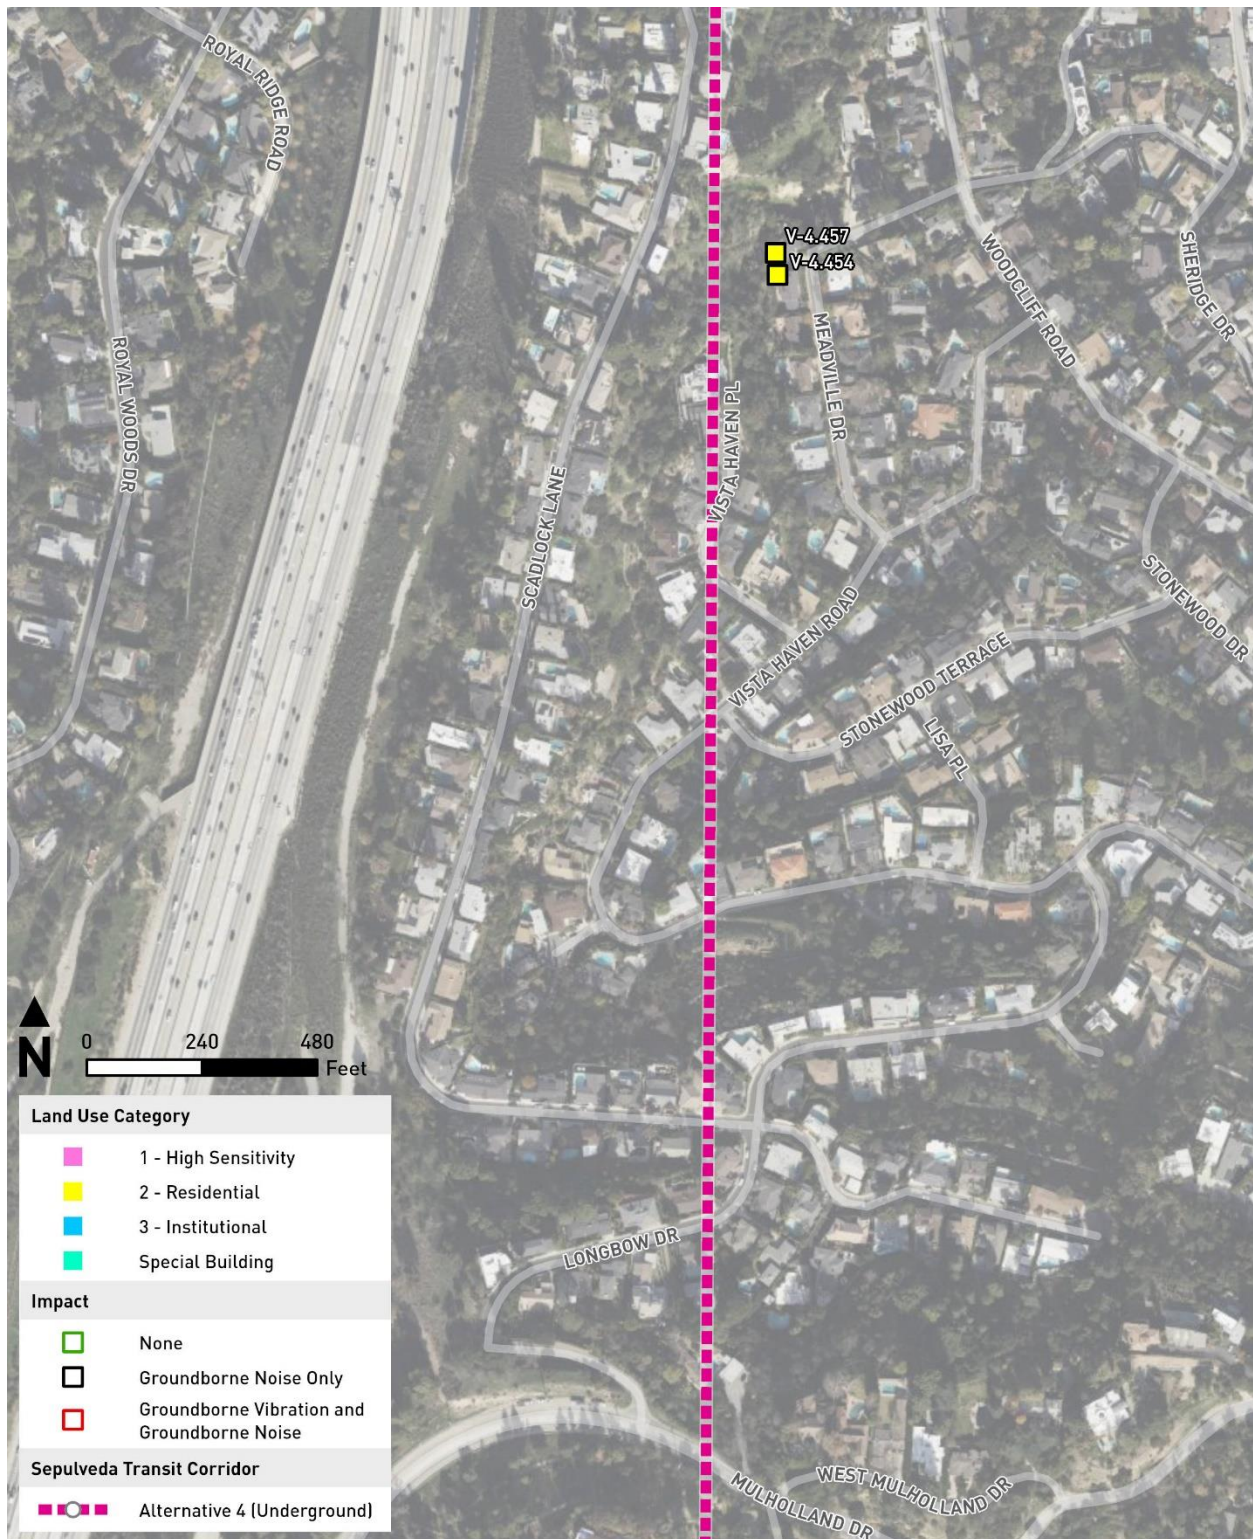 ROYAL RIDGE ROAD
V-4.457
V-4.454
WOODCLIFF ROAD
SHERIDGE DR
MEADVILLE DR
ROYAL WOODS DR
VISTA HAVEN PL
SCADLOCK LANE
STONEWOOD DR
VISTA HAVEN ROAD
STONEWOOD TERRACE
LISA PL
N
0 240 480
Feet
Land Use Category
1 - High Sensitivity
2 - Residential
3 - Institutional
Special Building
LONGBOW DR
Impact
None
Groundborne Noise Only
Groundborne Vibration and
Groundborne Noise
Sepulveda Transit Corridor
Alternative 4 (Underground)
MULHOLLAND DR
WEST MULHOLLAND DR